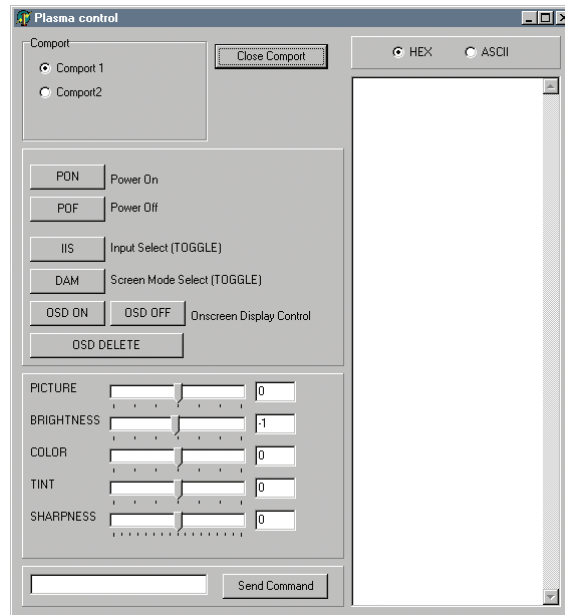 Plasma control
Comport
Comport 1
Comport2
Close Comport
HEX
ASCII
PON
Power On
POF
Power Off
IIS
Input Select (TOGGLE)
DAM
Screen Mode Select (TOGGLE)
OSD ON
OSD OFF
Onscreen Display Control
OSD DELETE
PICTURE
0
BRIGHTNESS
-1
COLOR
0
TINT
0
SHARPNESS
0
Send Command